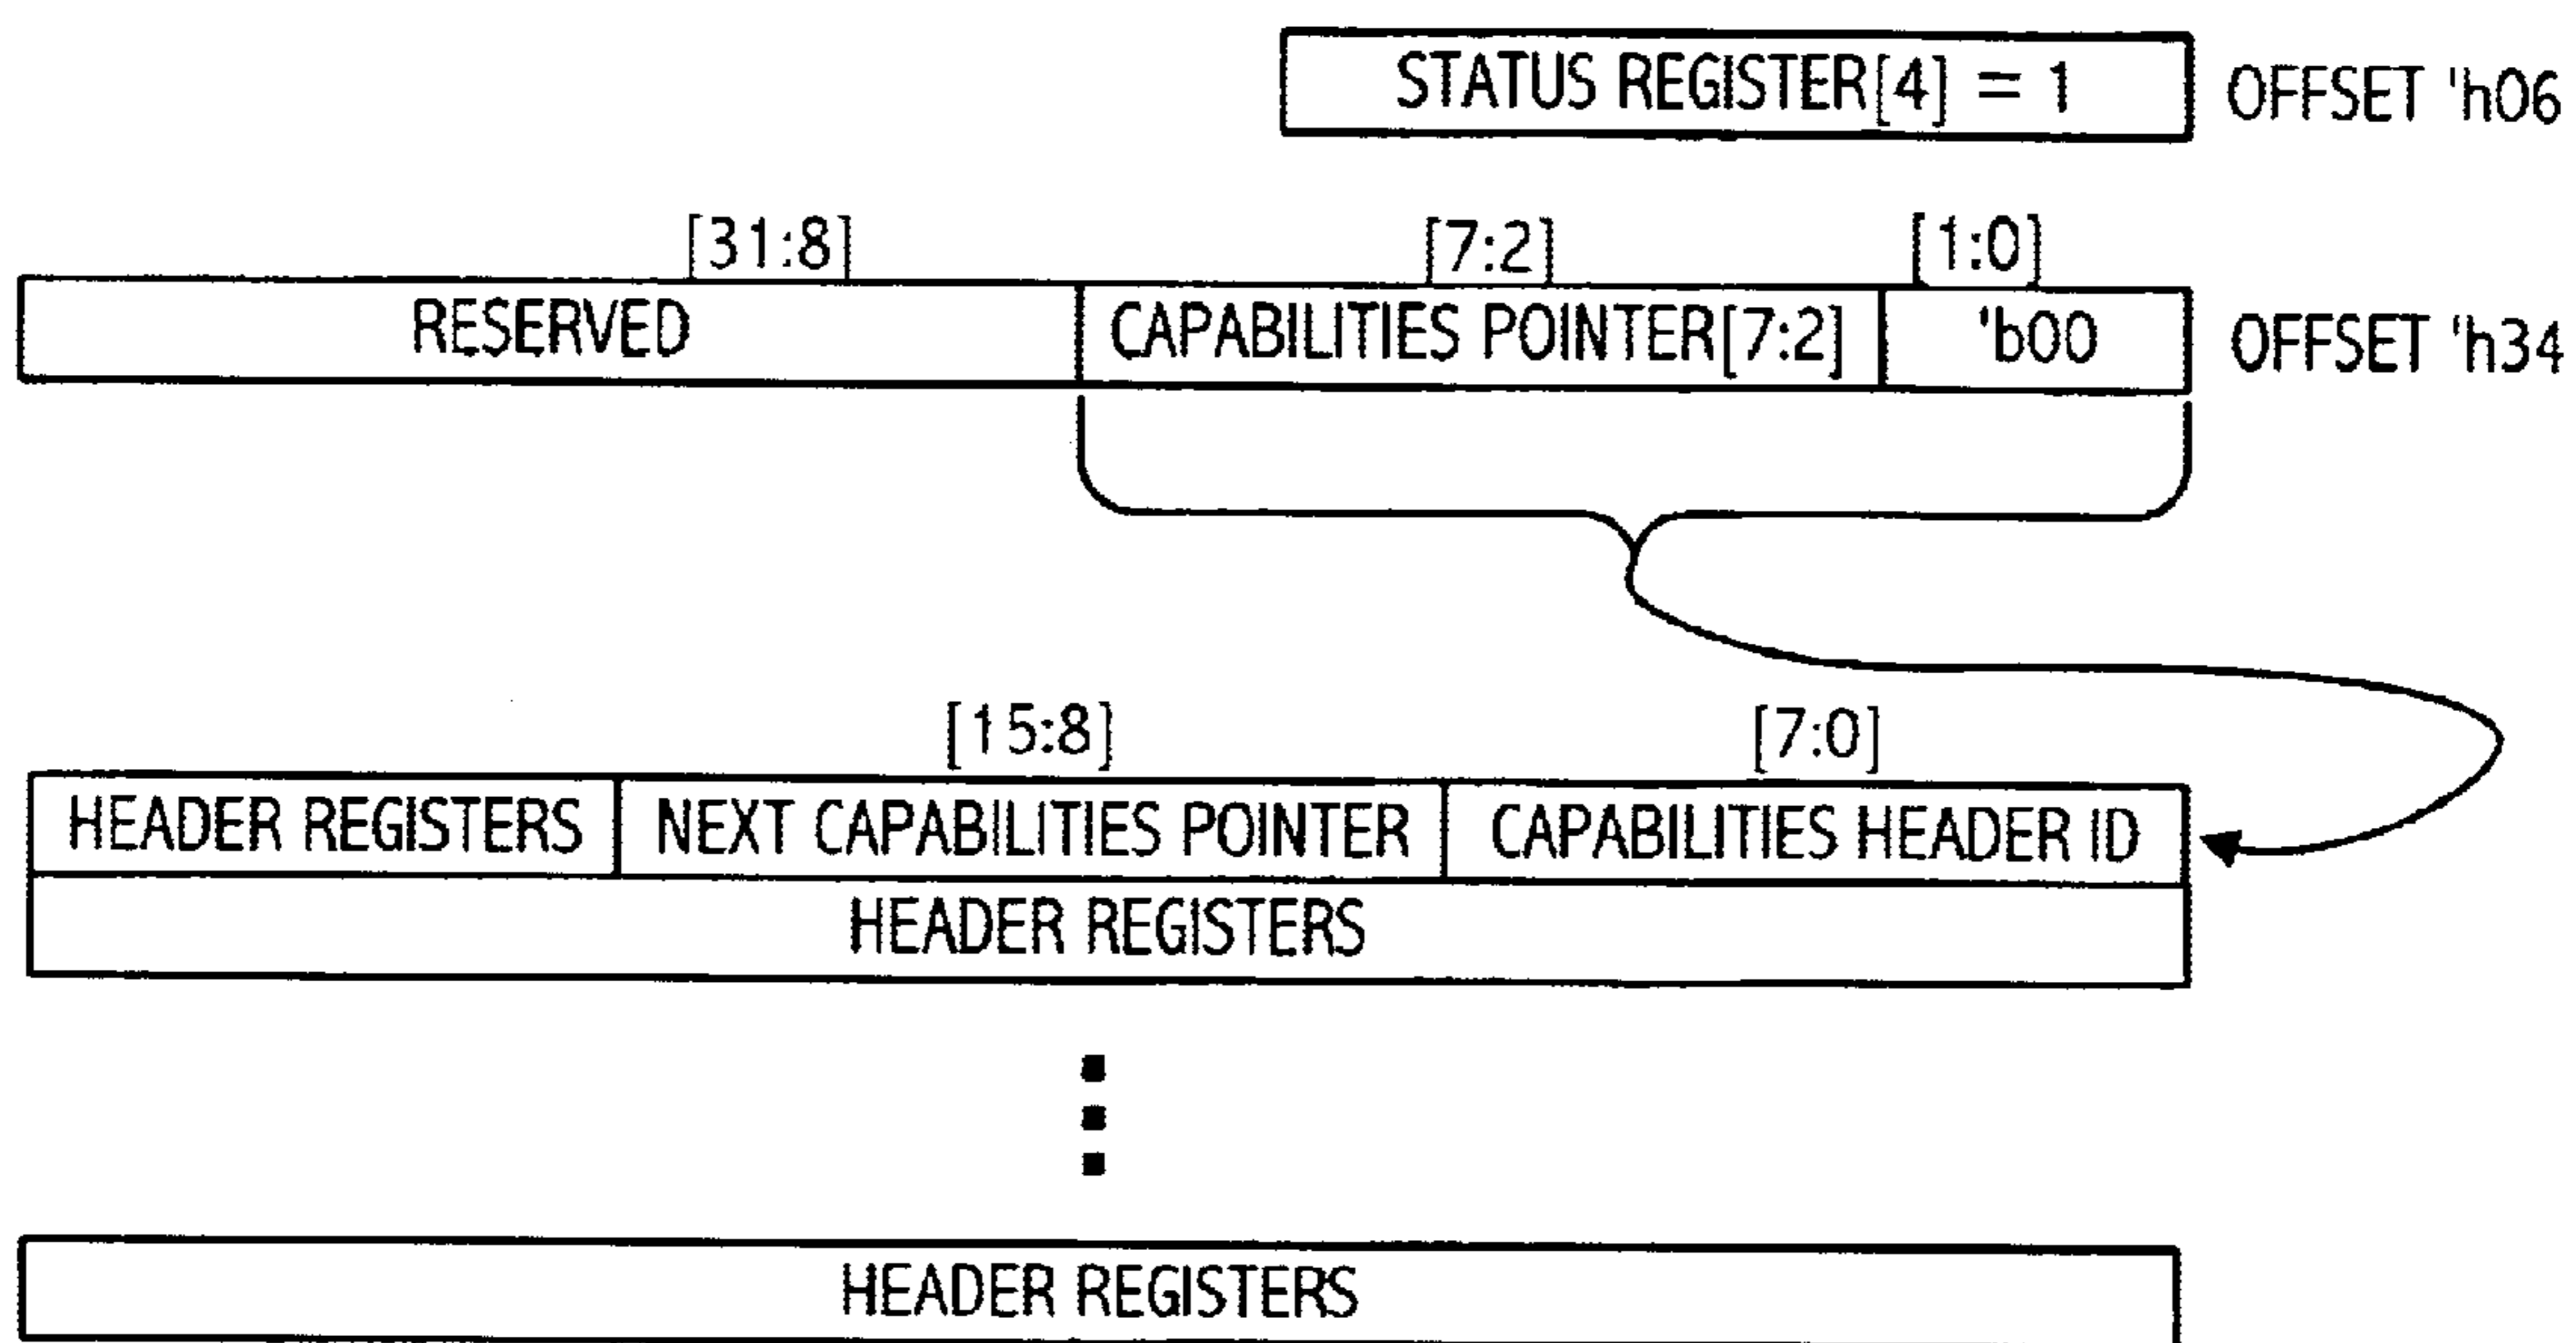 STATUS REGISTER[4] = 1 OFFSET 'h06
[31:8] [7:2] [1:0]
RESERVED CAPABILITIES POINTER[7:2] 'b00 OFFSET 'h34
[15:8] [7:0]
HEADER REGISTERS NEXT CAPABILITIES POINTER CAPABILITIES HEADER ID
HEADER REGISTERS
HEADER REGISTERS